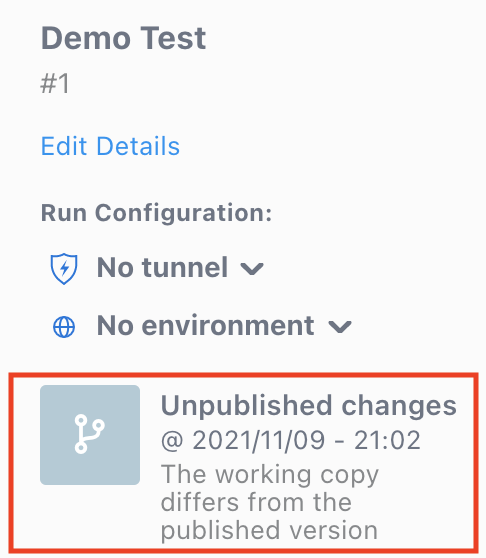 Demo Test
#1
Edit Details
Run Configuration:
No tunnel
No environment
Unpublished changes
@ 2021/11/09 - 21:02
The working copy
differs from the
published version